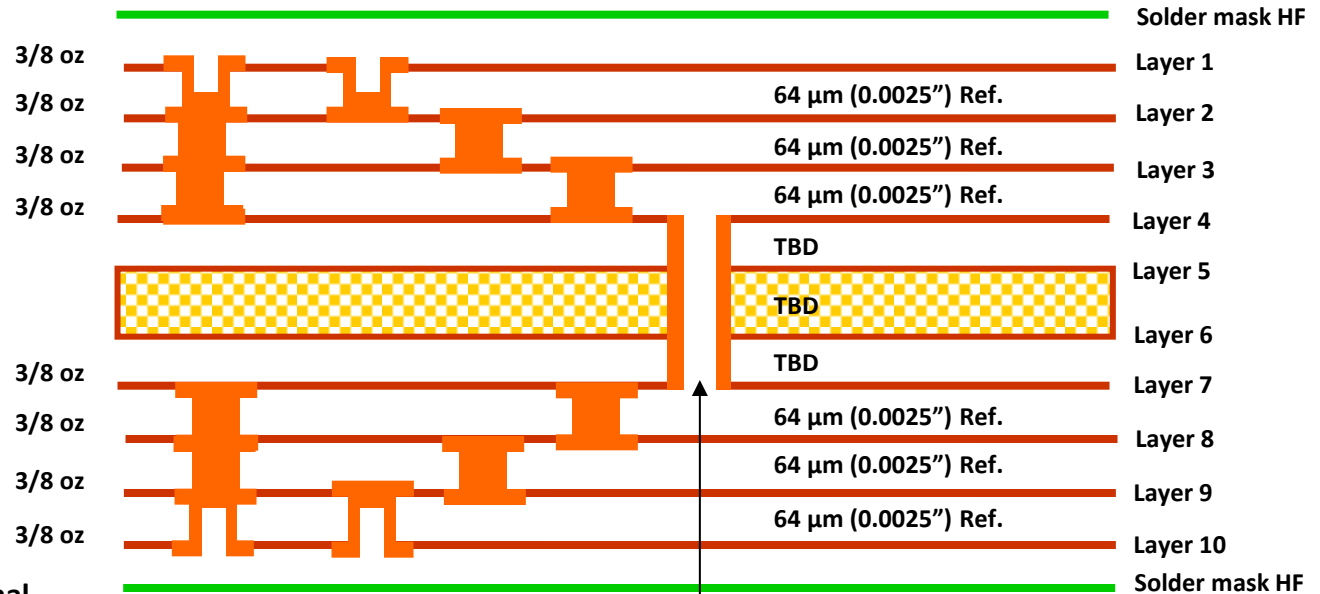 Solder mask HF
3/8 oz
Layer 1
64 µm (0.0025”) Ref.
3/8 oz
Layer 2
64 µm (0.0025”) Ref.
3/8 oz
Layer 3
64 µm (0.0025”) Ref.
3/8 oz
Layer 4
TBD
Layer 5
TBD
Layer 6
TBD
3/8 oz
Layer 7
64 µm (0.0025”) Ref.
3/8 oz
Layer 8
64 µm (0.0025”) Ref.
3/8 oz
Layer 9
64 µm (0.0025”) Ref.
3/8 oz
Layer 10
Solder mask HF